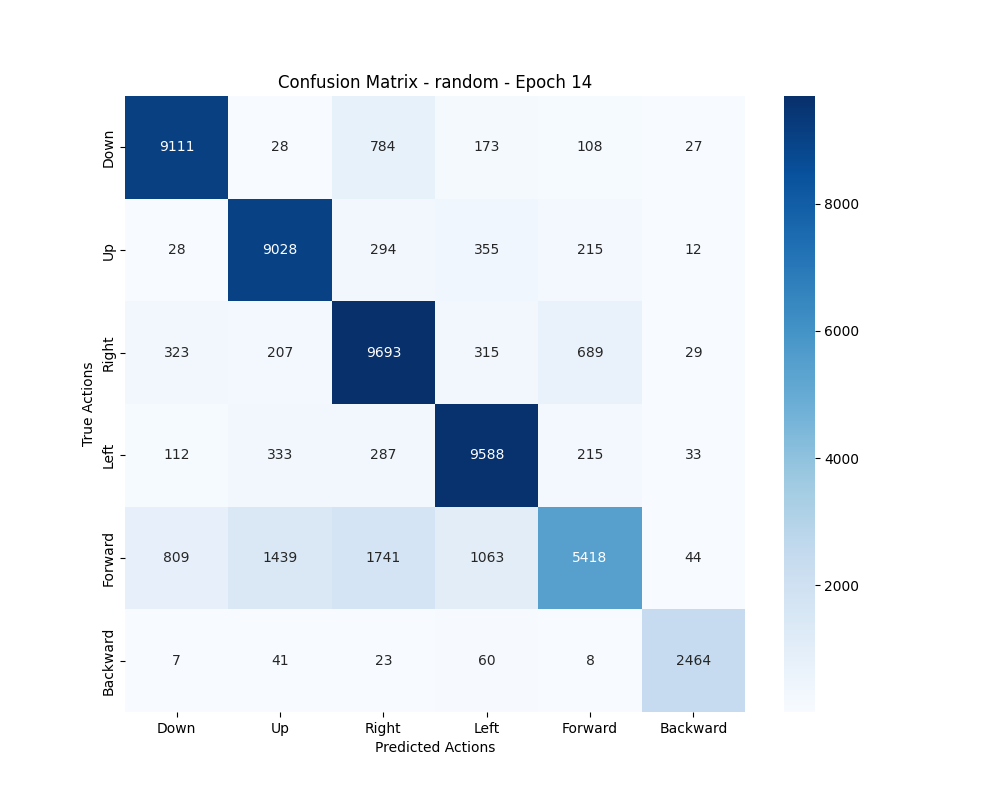 Confusion Matrix - random - Epoch 14
Down 9111 28 784 173 108 27
Up 28 9028 294 355 215 12
Right 323 207 9693 315 689 29
Left 112 333 287 9588 215 33
Forward 809 1439 1741 1063 5418 44
Backward 7 41 23 60 8 2464
Down Up Right Left Forward Backward
Predicted Actions
True Actions
8000
6000
4000
2000